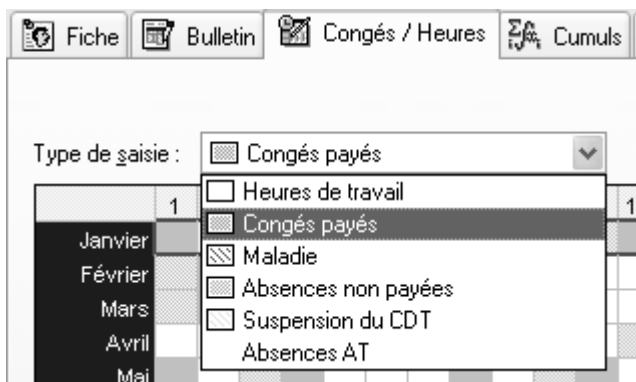 Fiche Bulletin Congés / Heures Cumuls
Type de saisie : Congés payés
1 1
Heures de travail
Congés payés
Maladie
Absences non payées
Suspension du CDT
Absences AT
Janvier
Février
Mars
Avril
Mai